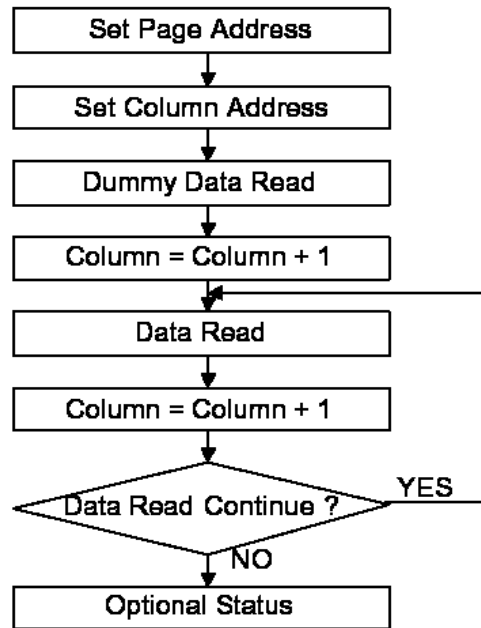 Set Page Address
Set Column Address
Dummy Data Read
Column = Column + 1
Data Read
Column = Column + 1
Data Read Continue ?
YES
NO
Optional Status